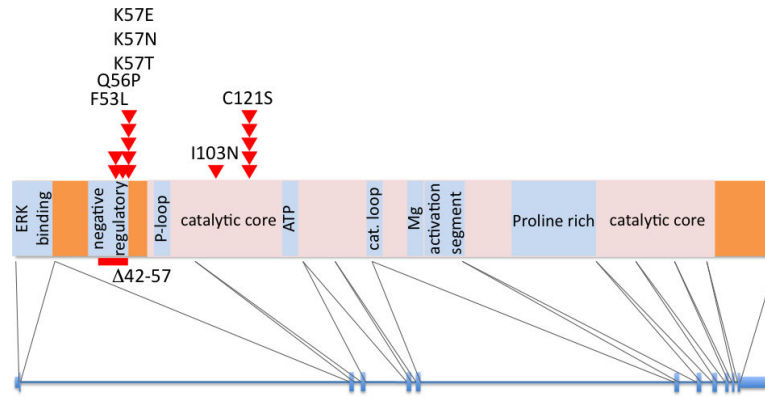 K57E
K57N
K57T
Q56P
F53L
C121S
I103N
ERK
binding
negative
regulatory
P-loop
catalytic core
ATP
cat. loop
Mg
activation
segment
Proline rich
catalytic core
Δ42-57